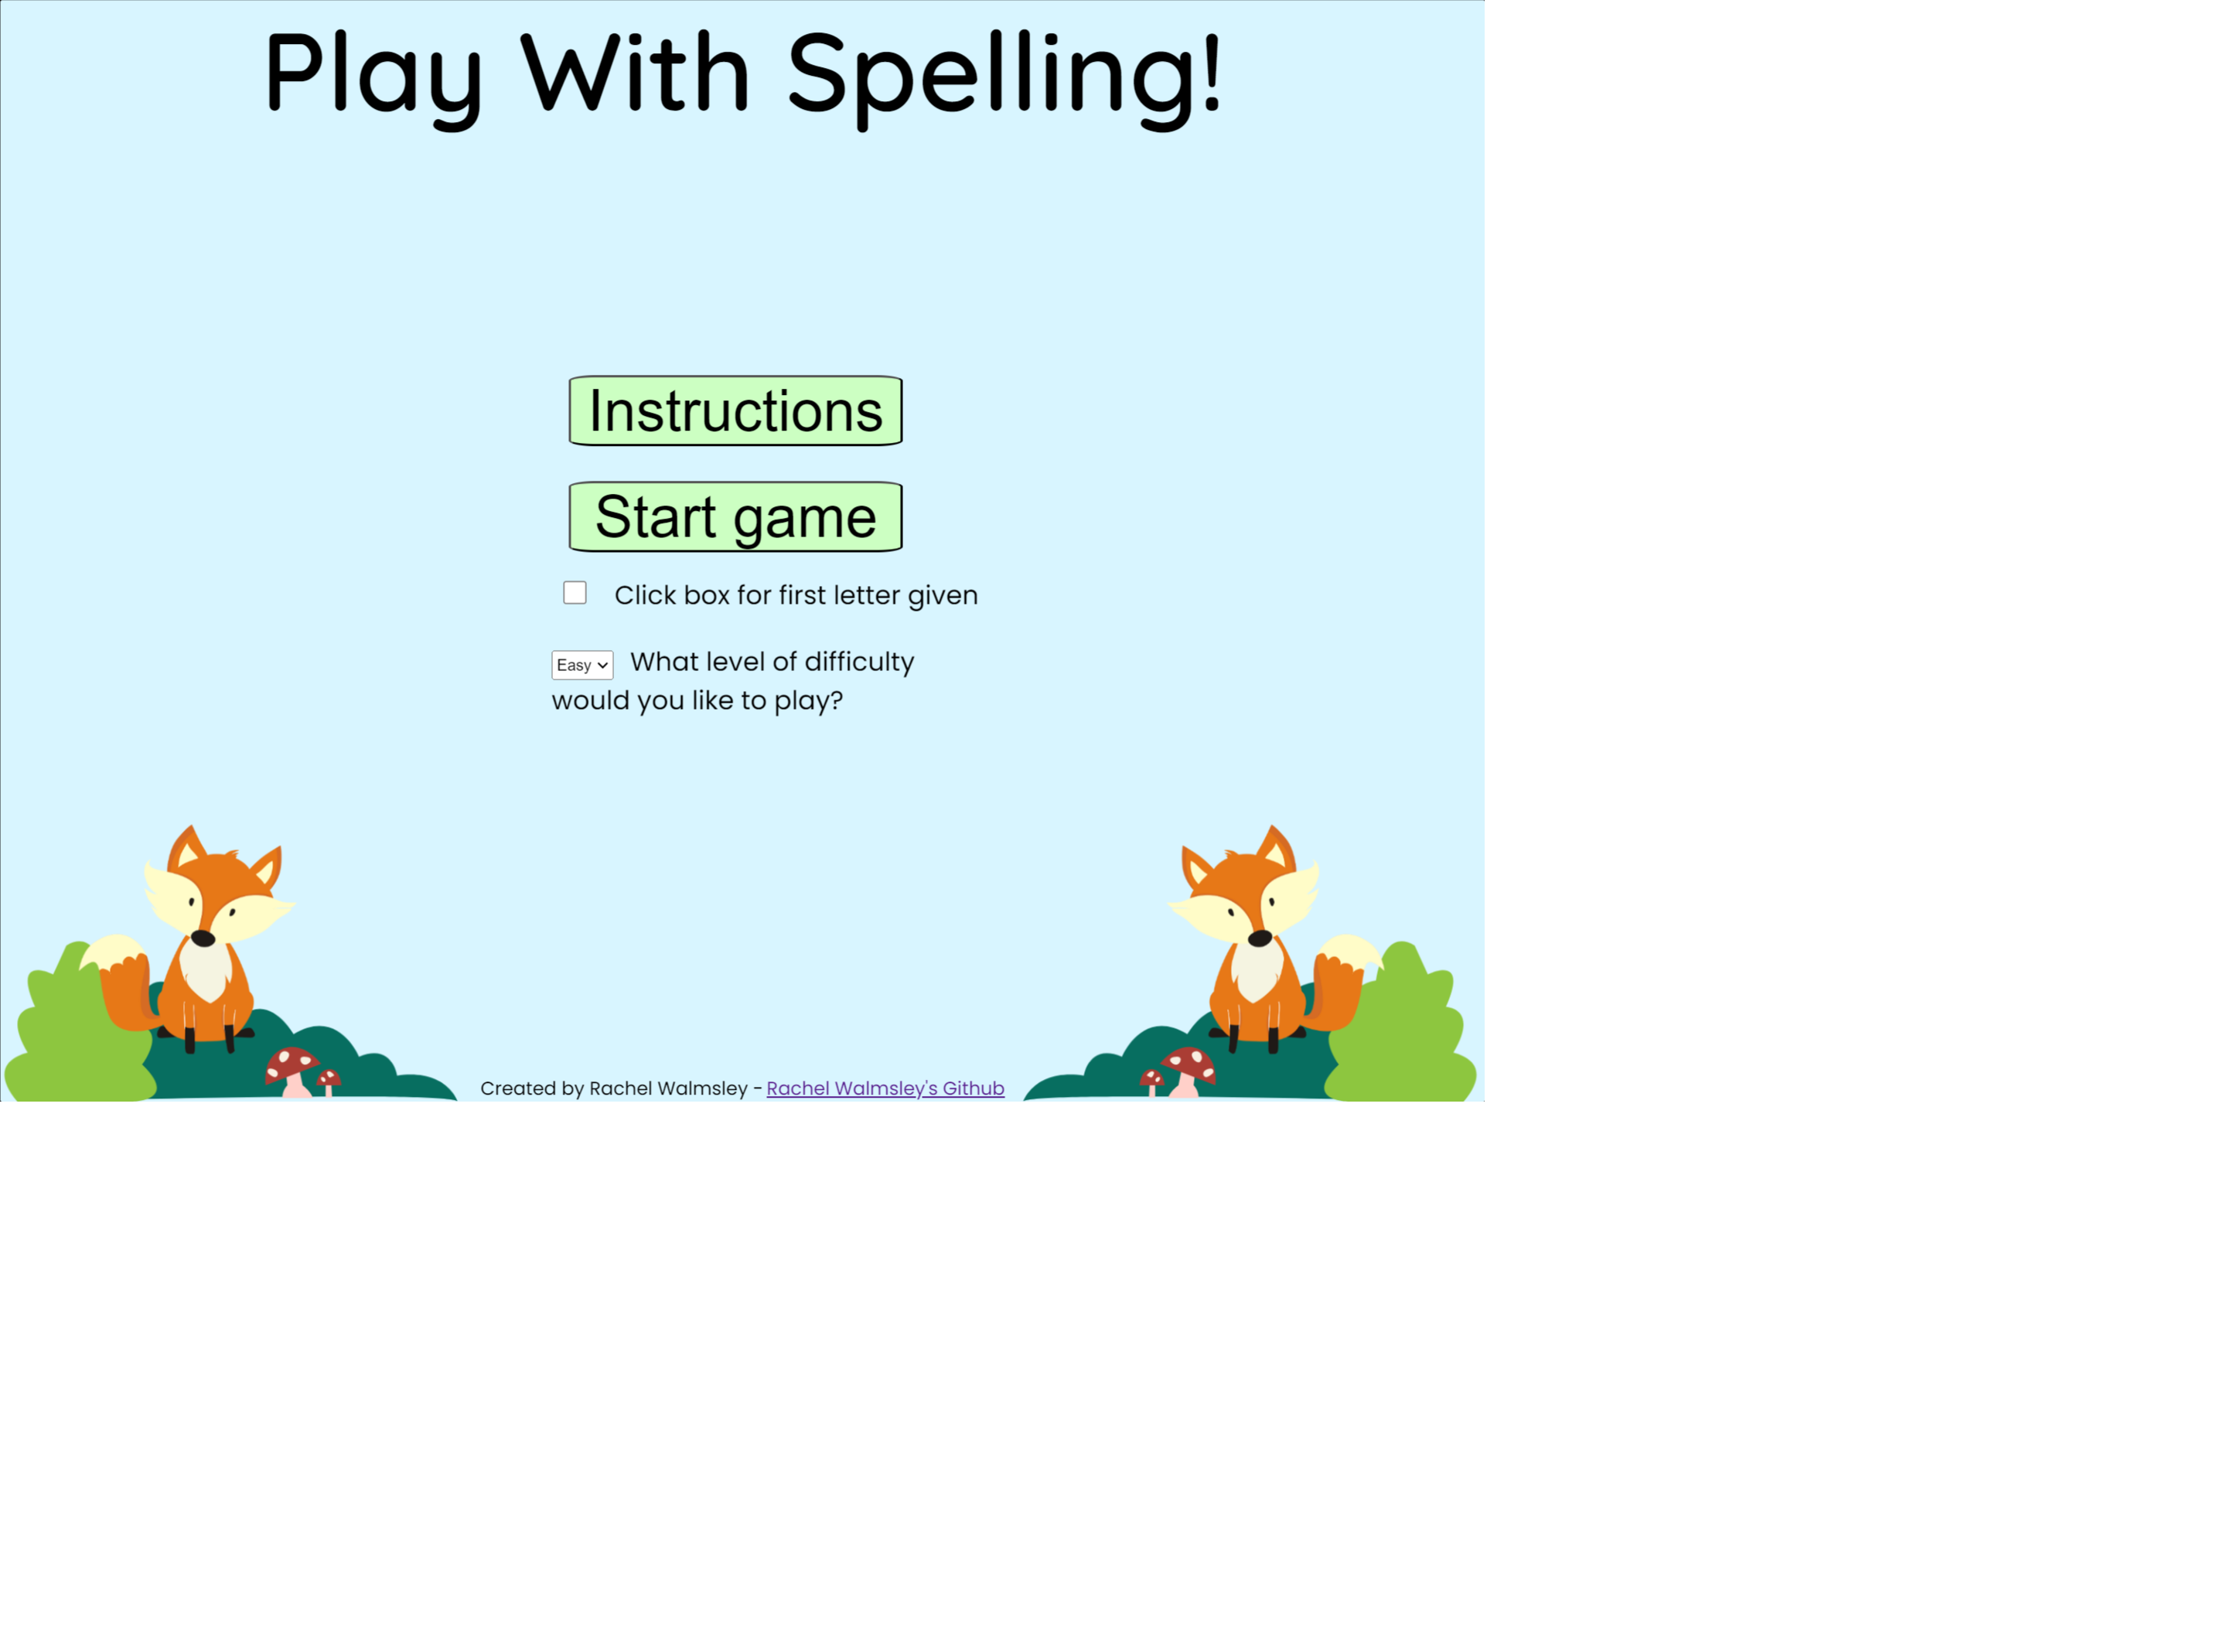 Play With Spelling!
Instructions
Start game
Click box for first letter given
Easy What level of difficulty
would you like to play?
Created by Rachel Walmsley - Rachel Walmsley's Github